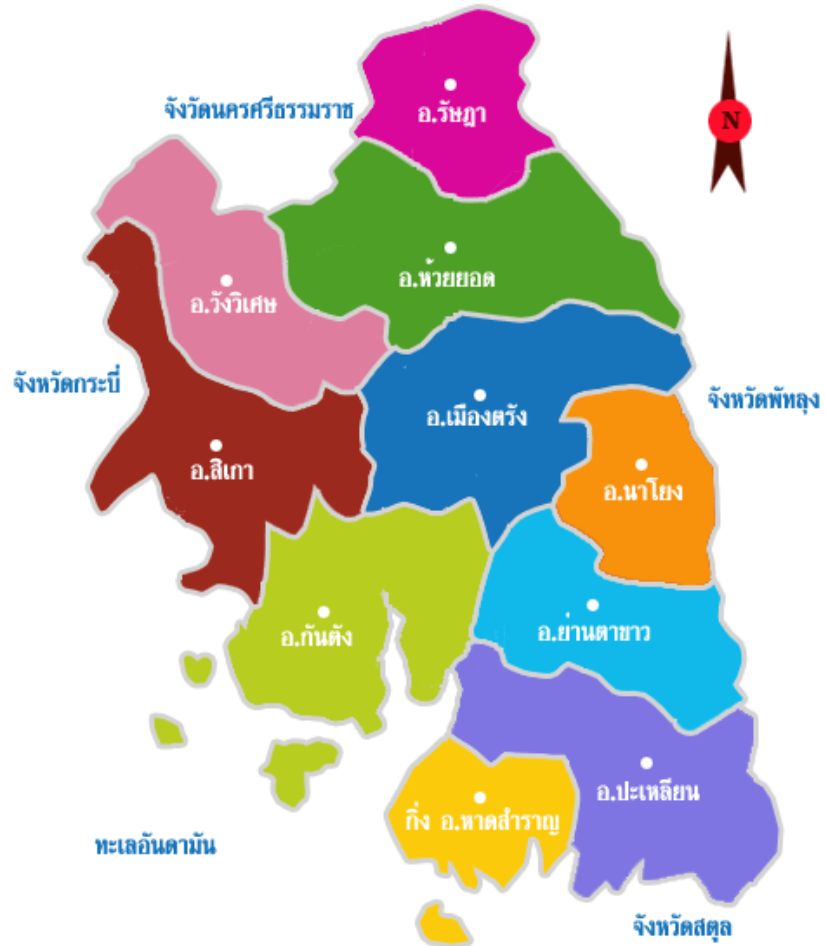 อ.รัษฎา
จังวัดนครศรีธรรมราช
N
อ.ห้วยยอด
อ.วังวิเศษ
จังหวัดกระบี่
จังหวัดพัทลุง
อ.เมืองตรัง
อ.สิเกา
อ.นาโยง
อ.กันตัง
อ.ย่านตาขาว
อ.ปะเหลียน
กิ่ง อ.หาดสำราญ
ทะเลอันดามัน
จังหวัดสตูล